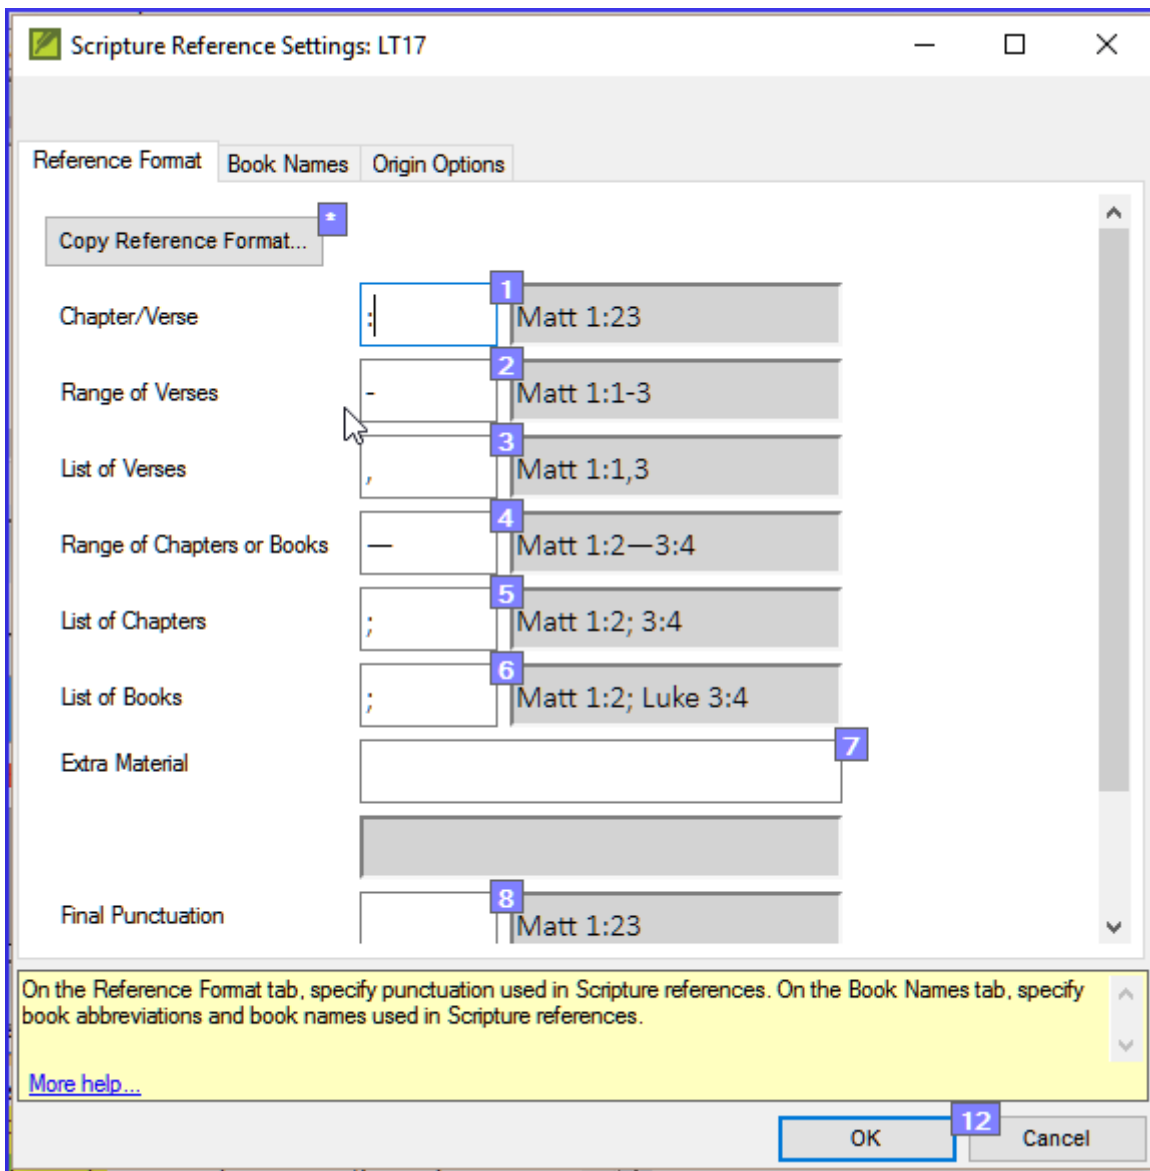 Scripture Reference Settings: LT17
Reference Format Book Names Origin Options
Copy Reference Format... *
Chapter/Verse : 1 Matt 1:23
Range of Verses - 2 Matt 1:1-3
List of Verses , 3 Matt 1:1,3
Range of Chapters or Books — 4 Matt 1:2—3:4
List of Chapters ; 5 Matt 1:2; 3:4
List of Books ; 6 Matt 1:2; Luke 3:4
Extra Material 7
Final Punctuation 8 Matt 1:23
On the Reference Format tab, specify punctuation used in Scripture references. On the Book Names tab, specify
book abbreviations and book names used in Scripture references.
More help...
OK 12 Cancel